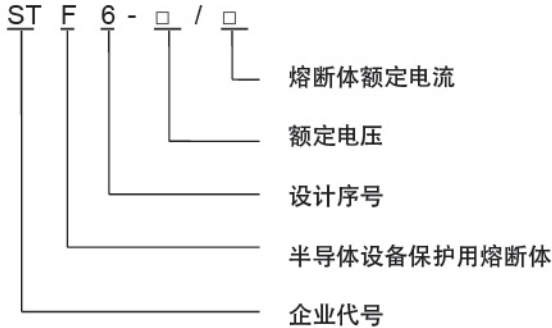 ST F 6 - □ / □
熔断体额定电流
额定电压
设计序号
半导体设备保护用熔断体
企业代号